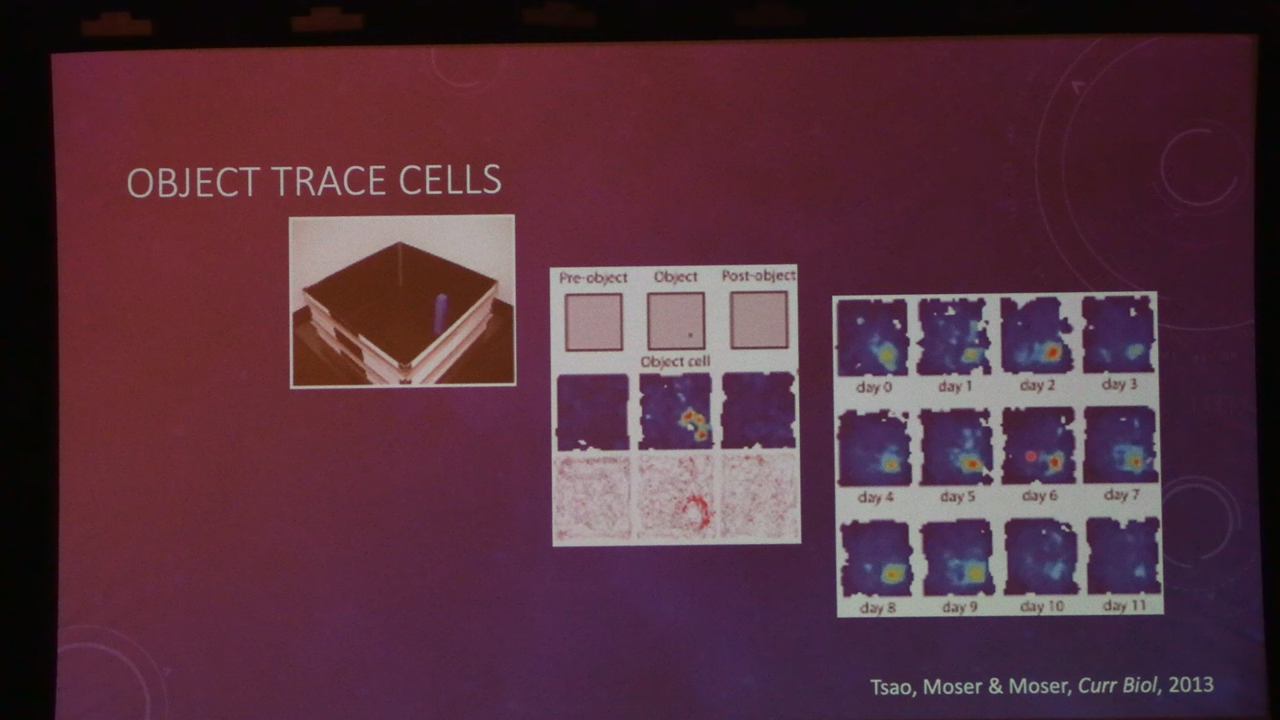 OBJECT TRACE CELLS
Pre-object Object Post-object
Object cell
day 0 day 1 day 2 day 3
day 4 day 5 day 6 day 7
day 8 day 9 day 10 day 11
Tsao, Moser & Moser, Curr Biol, 2013